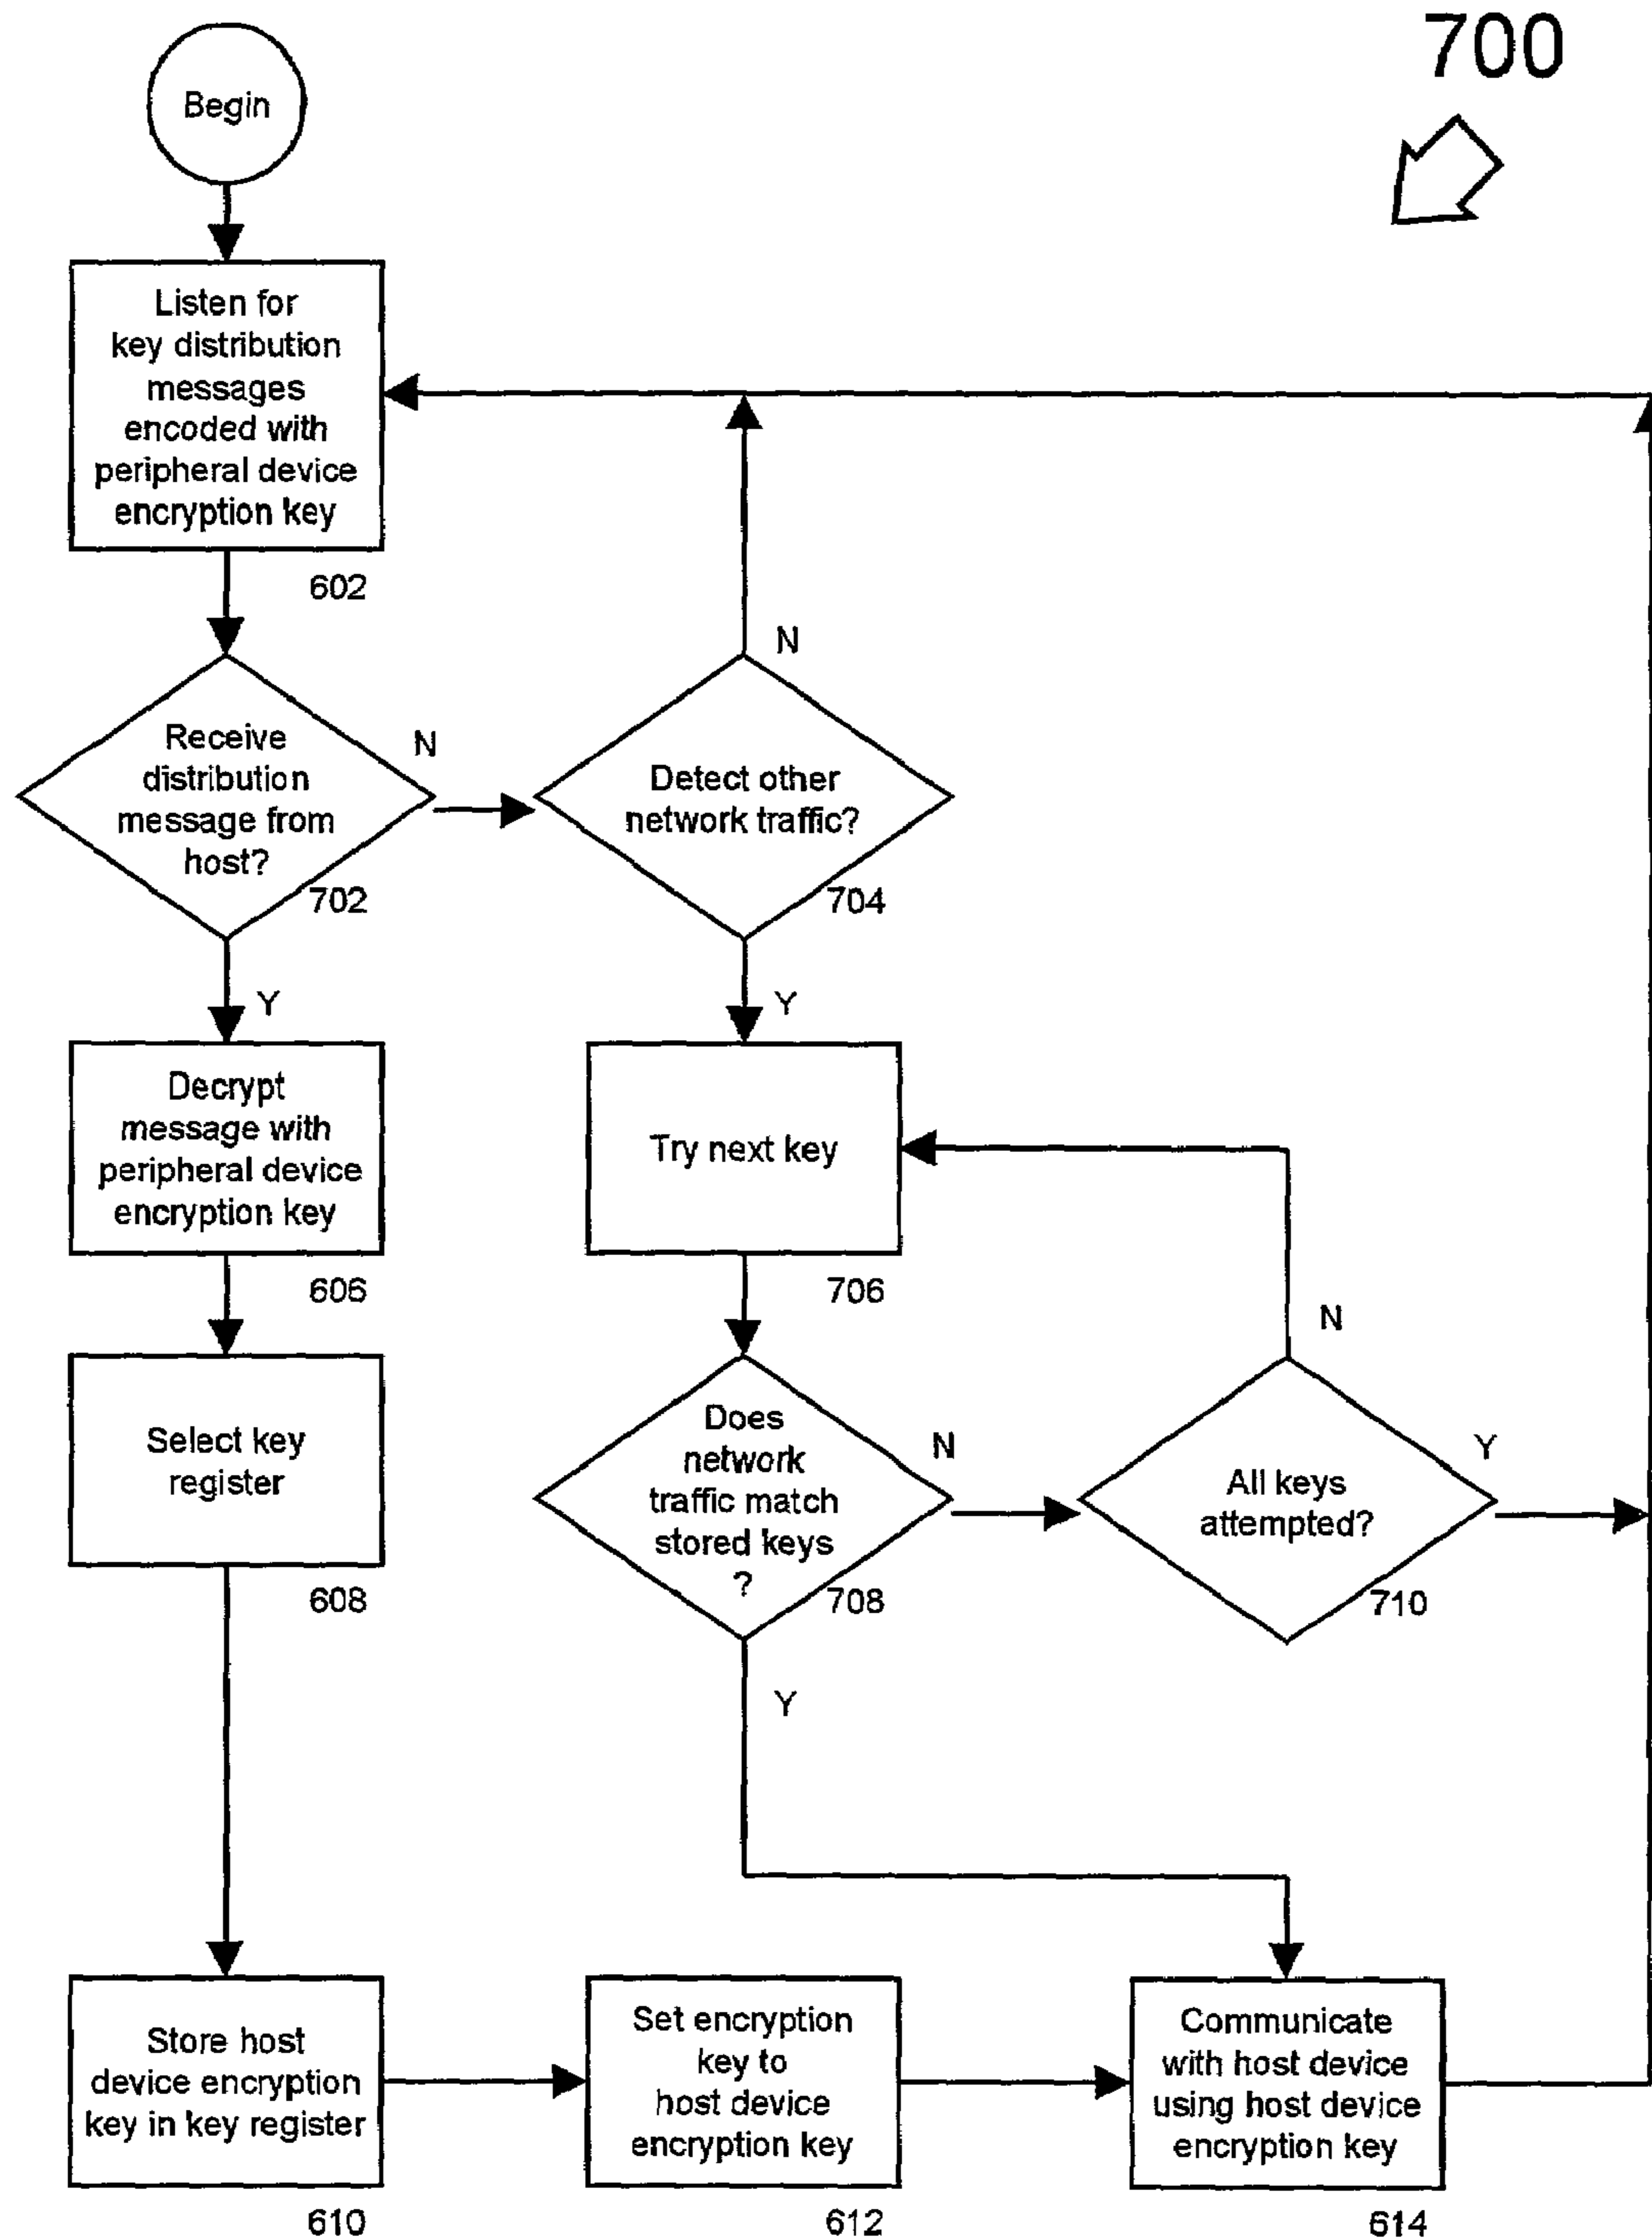 700
Begin
Listen for
key distribution
messages
encoded with
peripheral device
encryption key
602
N
Receive
distribution
message from
host?
N
702
Detect other
network traffic?
704
Y
Y
Decrypt
message with
peripheral device
encryption key
606
Try next key
706
N
Select key
register
608
Does
network
traffic match
stored keys
?
N
708
All keys
attempted?
Y
710
Y
Store host
device encryption
key in key register
610
Set encryption
key to
host device
encryption key
612
Communicate
with host device
using host device
encryption key
614